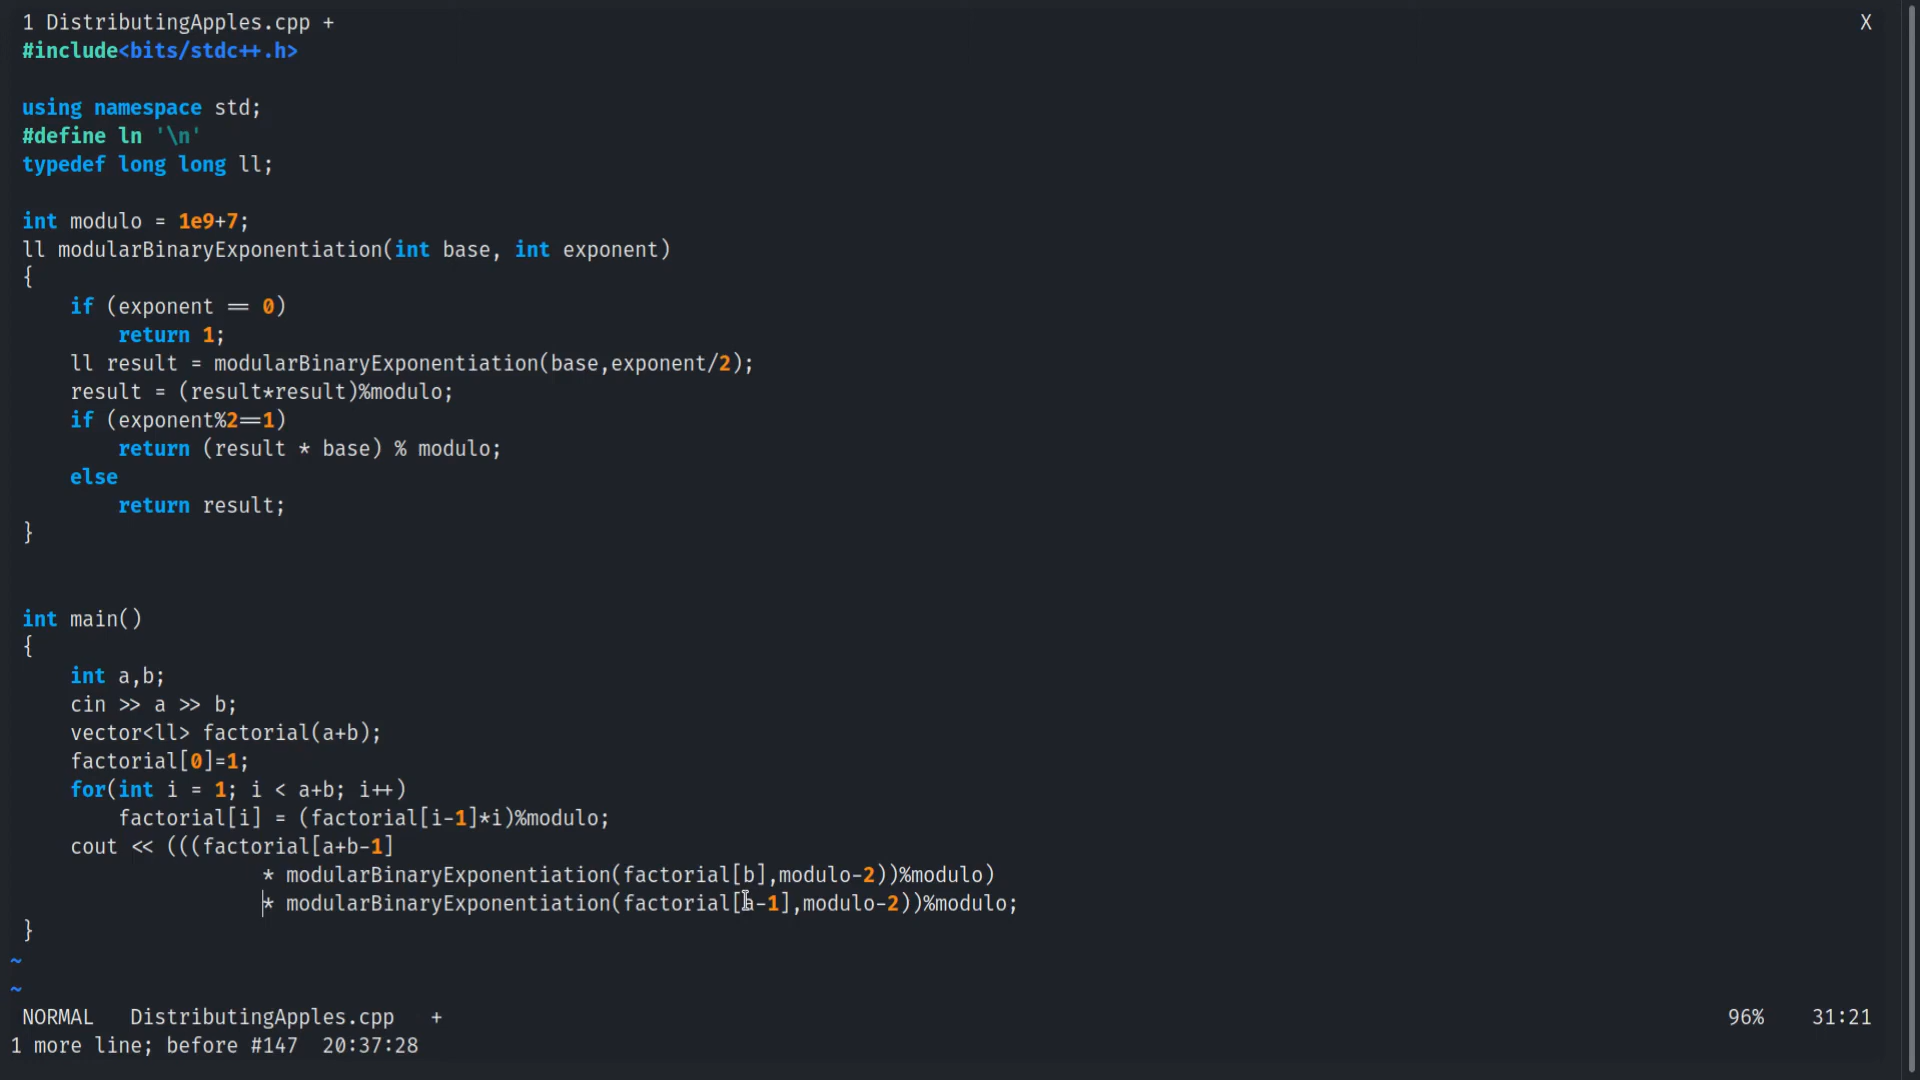 1 DistributingApples.cpp + X
#include<bits/stdc++.h>
using namespace std;
#define ln '\n'
typedef long long ll;
int modulo = 1e9+7;
ll modularBinaryExponentiation(int base, int exponent)
{
    if (exponent == 0)
        return 1;
    ll result = modularBinaryExponentiation(base,exponent/2);
    result = (result*result)%modulo;
    if (exponent%2==1)
        return (result * base) % modulo;
    else
        return result;
}
int main()
{
    int a,b;
    cin >> a >> b;
    vector<ll> factorial(a+b);
    factorial[0]=1;
    for(int i = 1; i < a+b; i++)
        factorial[i] = (factorial[i-1]*i)%modulo;
    cout << (((factorial[a+b-1]
                    * modularBinaryExponentiation(factorial[b],modulo-2))%modulo)
                    * modularBinaryExponentiation(factorial[a-1],modulo-2))%modulo;
}
~
~
NORMAL DistributingApples.cpp + 96% 31:21
1 more line; before #147 20:37:28